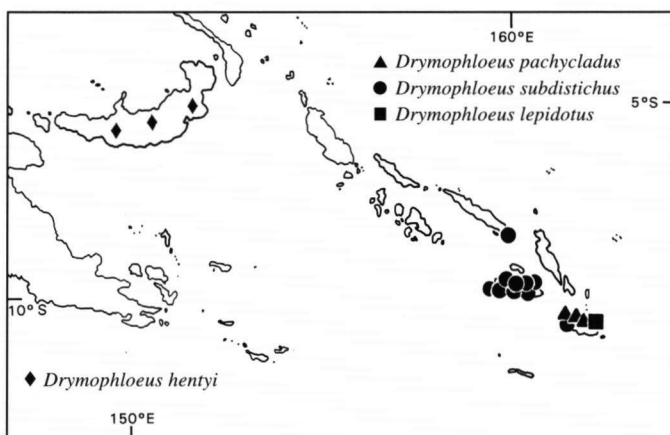 160°E
▲ Drymophloeus pachycladus
● Drymophloeus subdistichus
■ Drymophloeus lepidotus
5°S
10°S
◆ Drymophloeus hentyi
150°E